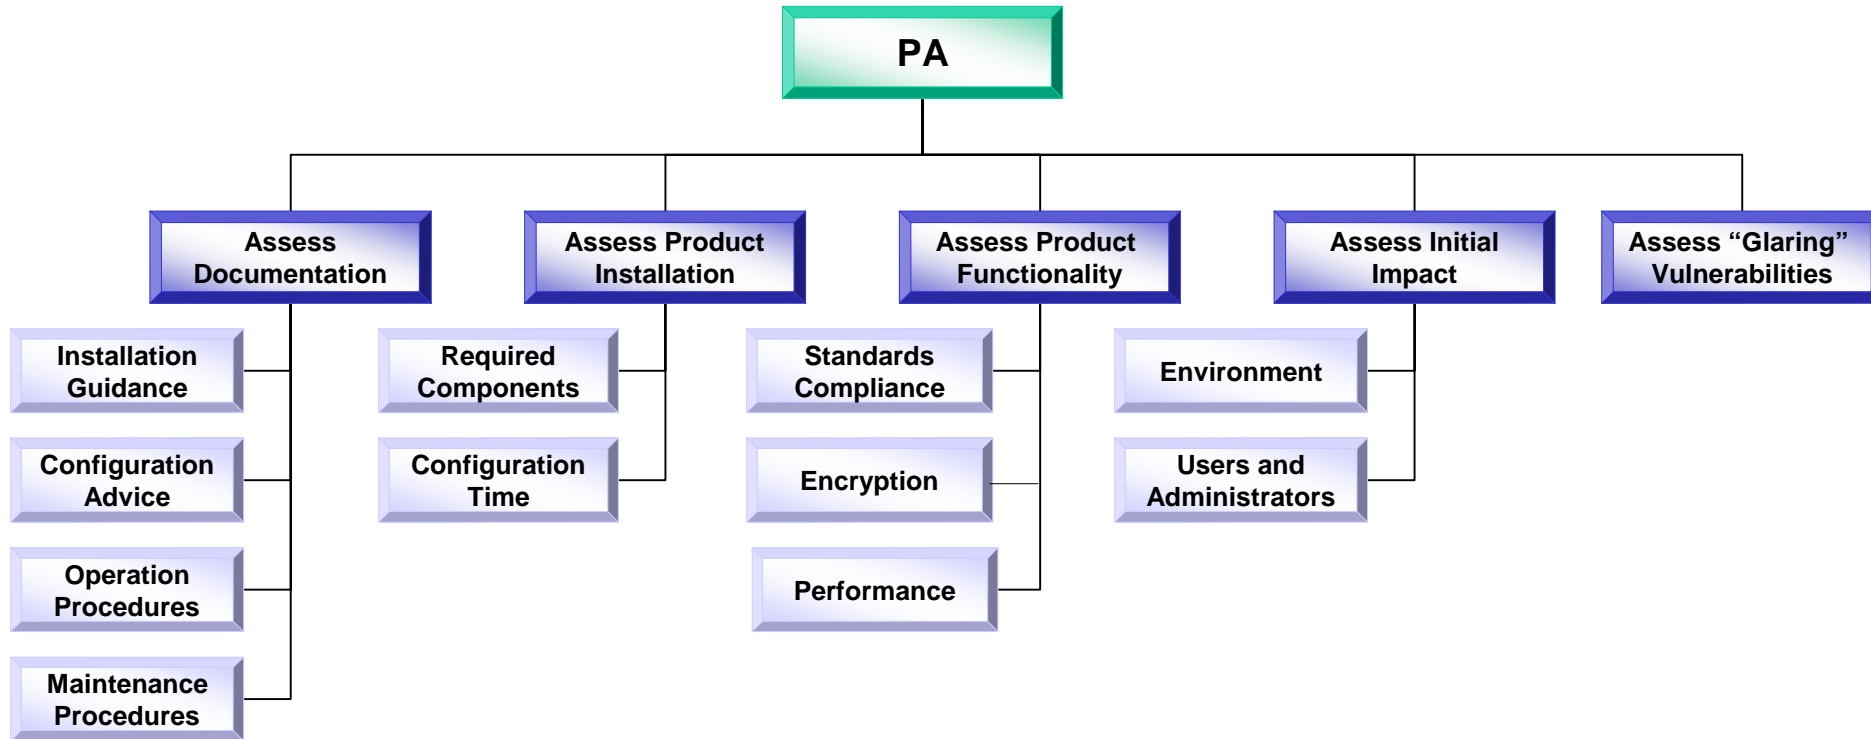 PA
Assess
Documentation
Assess Product
Installation
Assess Product
Functionality
Assess Initial
Impact
Assess “Glaring”
Vulnerabilities
Installation
Guidance
Required
Components
Standards
Compliance
Environment
Configuration
Advice
Configuration
Time
Encryption
Users and
Administrators
Operation
Procedures
Performance
Maintenance
Procedures